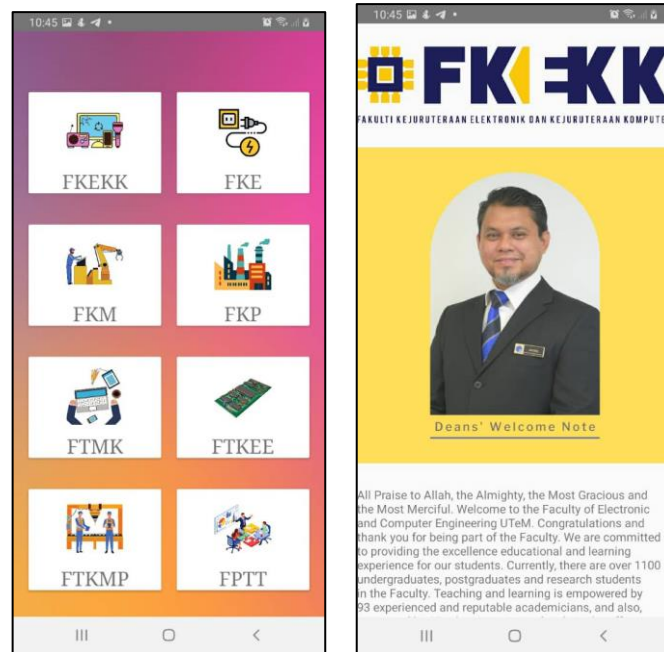 10:45
FKEKK
FKE
FKM
FKP
FTMK
FTKEE
FTKMP
FPTT
10:45
FKEKK
FAKULTI KEJURUTERAAN ELEKTRONIK DAN KEJURUTERAAN KOMPUTE
Deans' Welcome Note
All Praise to Allah, the Almighty, the Most Gracious and
the Most Merciful. Welcome to the Faculty of Electronic
and Computer Engineering UTeM. Congratulations and
thank you for being part of the Faculty. We are committed
to providing the excellence educational and learning
experience for our students. Currently, there are over 1100
undergraduates, postgraduates and research students
in the Faculty. Teaching and learning is empowered by
93 experienced and reputable academicians, and also,